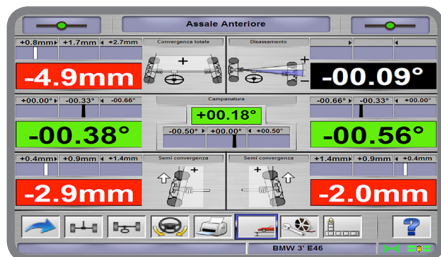 Assale Anteriore
+0.8mm +1.7mm +2.7mm
Convergenza totale
Disassamento
-4.9mm
-00.09°
+00.00° -00.33° -00.66°
Campanatura
-00.66° -00.33° +00.00°
+00.18°
-00.38°
-00.50° +00.00° +00.50°
-00.56°
+0.4mm +0.9mm +1.4mm
Semi convergenza
Semi convergenza
+1.4mm +0.9mm +0.4mm
-2.9mm
-2.0mm
?
BMW 3' E46